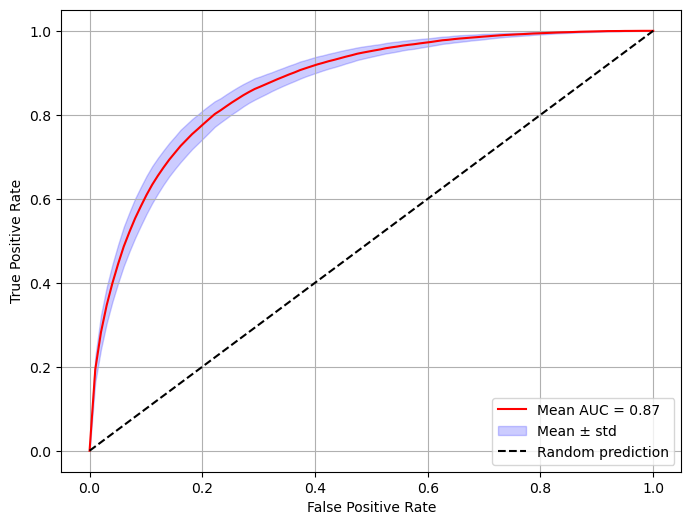 1.0
0.8
0.6
0.4
0.2
0.0
True Positive Rate
0.0 0.2 0.4 0.6 0.8 1.0
False Positive Rate
Mean AUC = 0.87
Mean ± std
Random prediction